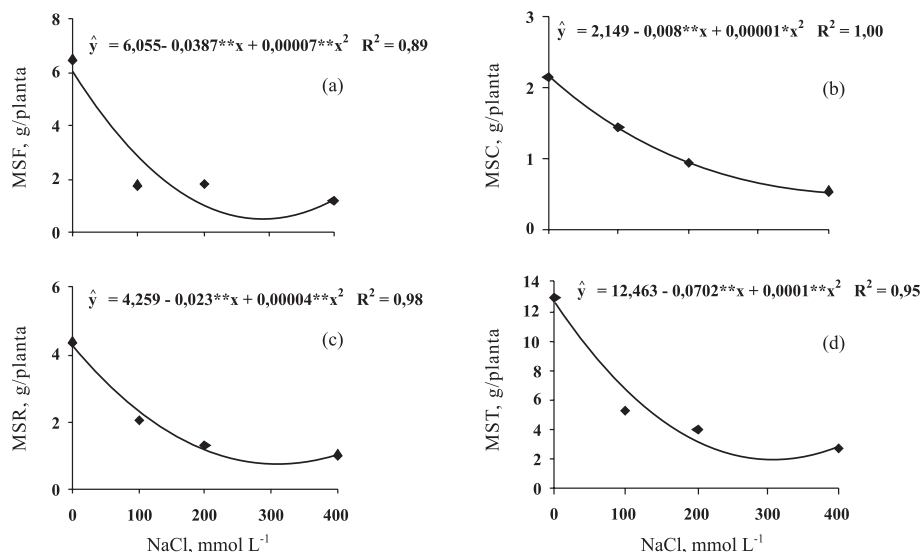 8
6
4
2
0
MSF, g/planta
ŷ = 6,055- 0,0387**x + 0,00007**x² R² = 0,89
(a)
3
2
1
0
MSC, g/planta
ŷ = 2,149 - 0,008**x + 0,00001*x² R² = 1,00
(b)
6
4
2
0
MSR, g/planta
ŷ = 4,259 - 0,023**x + 0,00004**x² R² = 0,98
(c)
0 100 200 300 400
NaCl, mmol L⁻¹
14
12
10
8
6
4
2
0
MST, g/planta
ŷ = 12,463 - 0,0702**x + 0,0001**x² R² = 0,95
(d)
0 100 200 300 400
NaCl, mmol L⁻¹